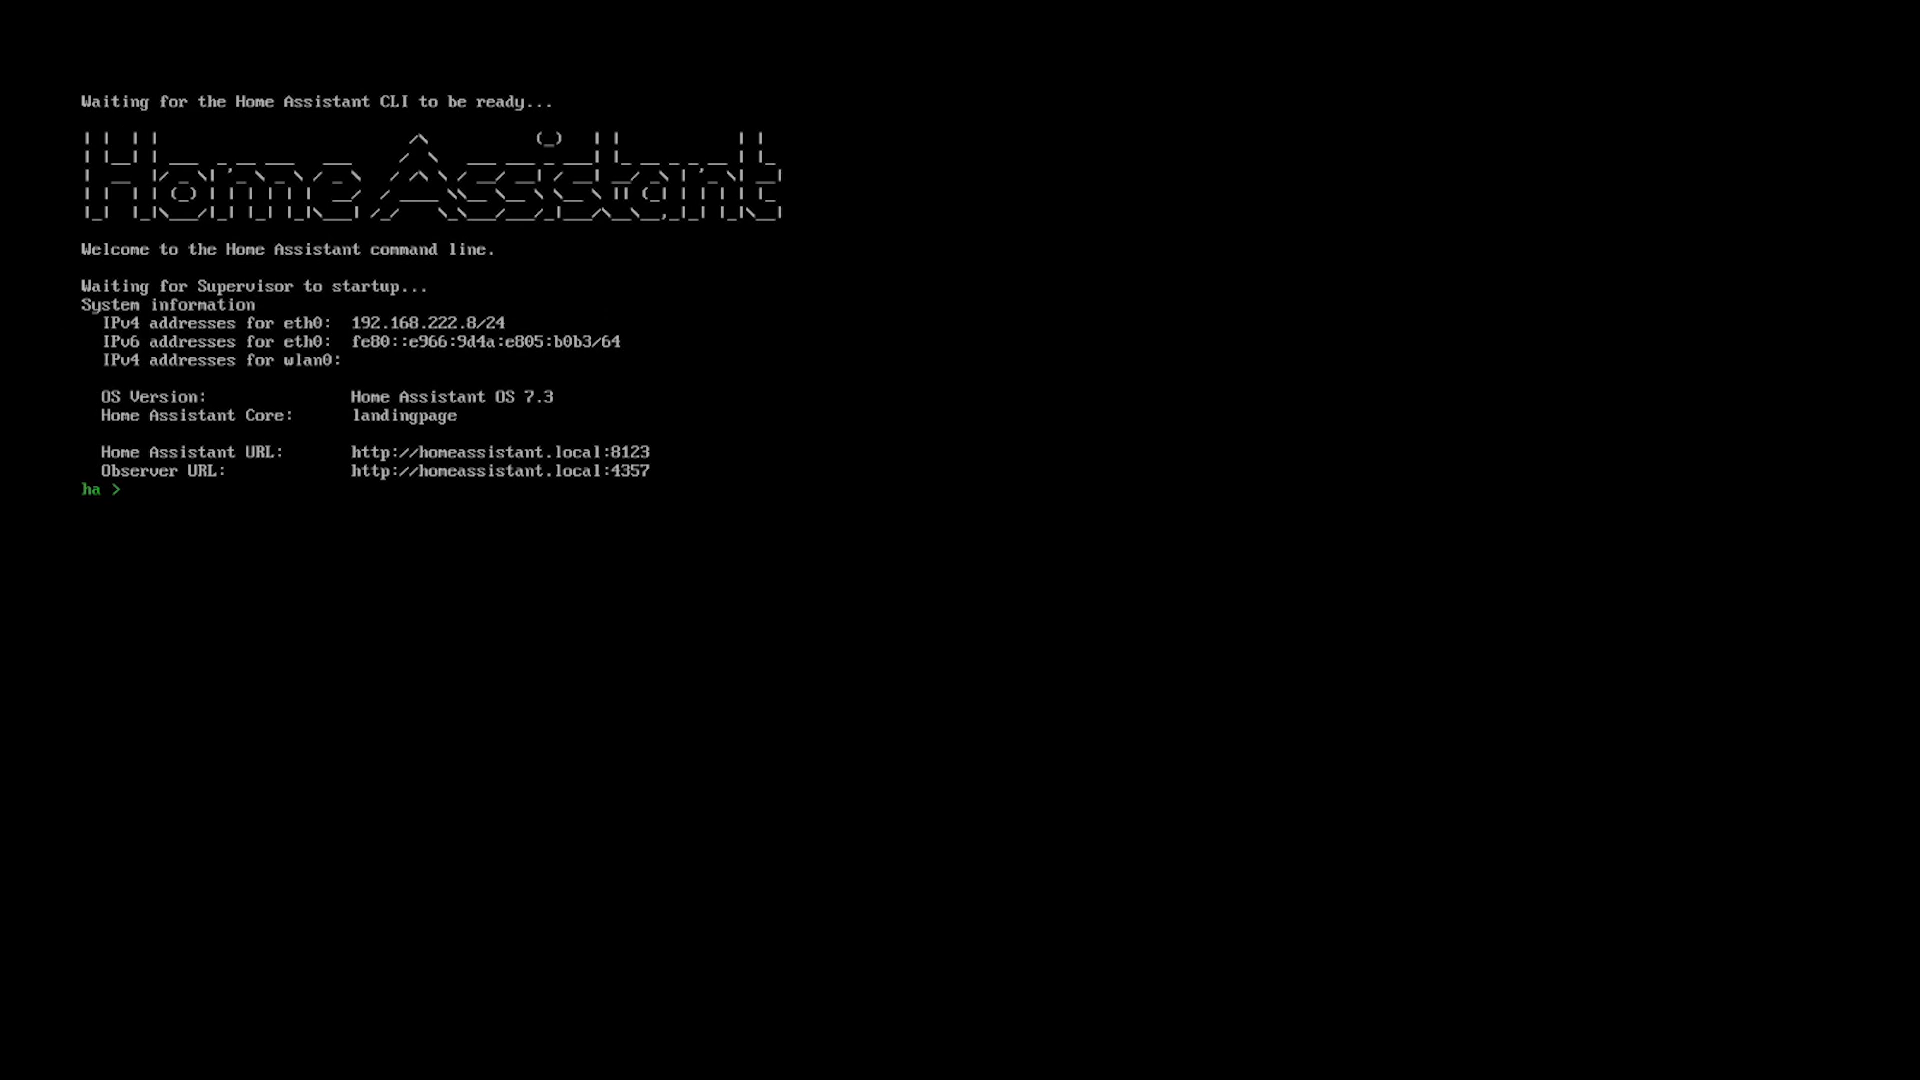 Waiting for the Home Assistant CLI to be ready...
Home Assistant
Welcome to the Home Assistant command line.
Waiting for Supervisor to startup...
System information
IPv4 addresses for eth0: 192.168.222.8/24
IPv6 addresses for eth0: fe80::e966:9d4a:e805:b0b3/64
IPv4 addresses for wlan0:
OS Version: Home Assistant OS 7.3
Home Assistant Core: landingpage
Home Assistant URL: http://homeassistant.local:8123
Observer URL: http://homeassistant.local:4357
ha >